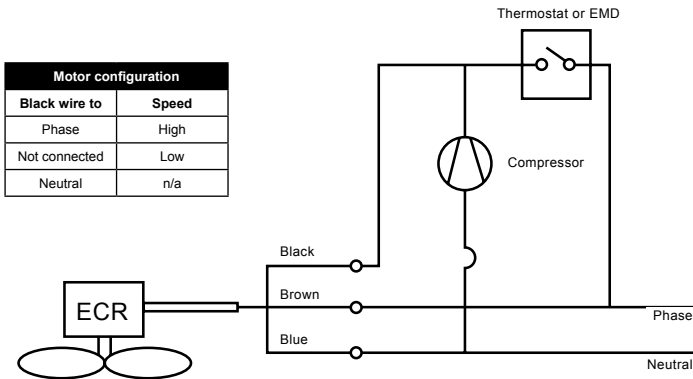 Thermostat or EMD
Motor configuration
Black wire to Speed
Phase High
Not connected Low
Neutral n/a
Compressor
Black
Brown
Blue
ECR
Phase
Neutral